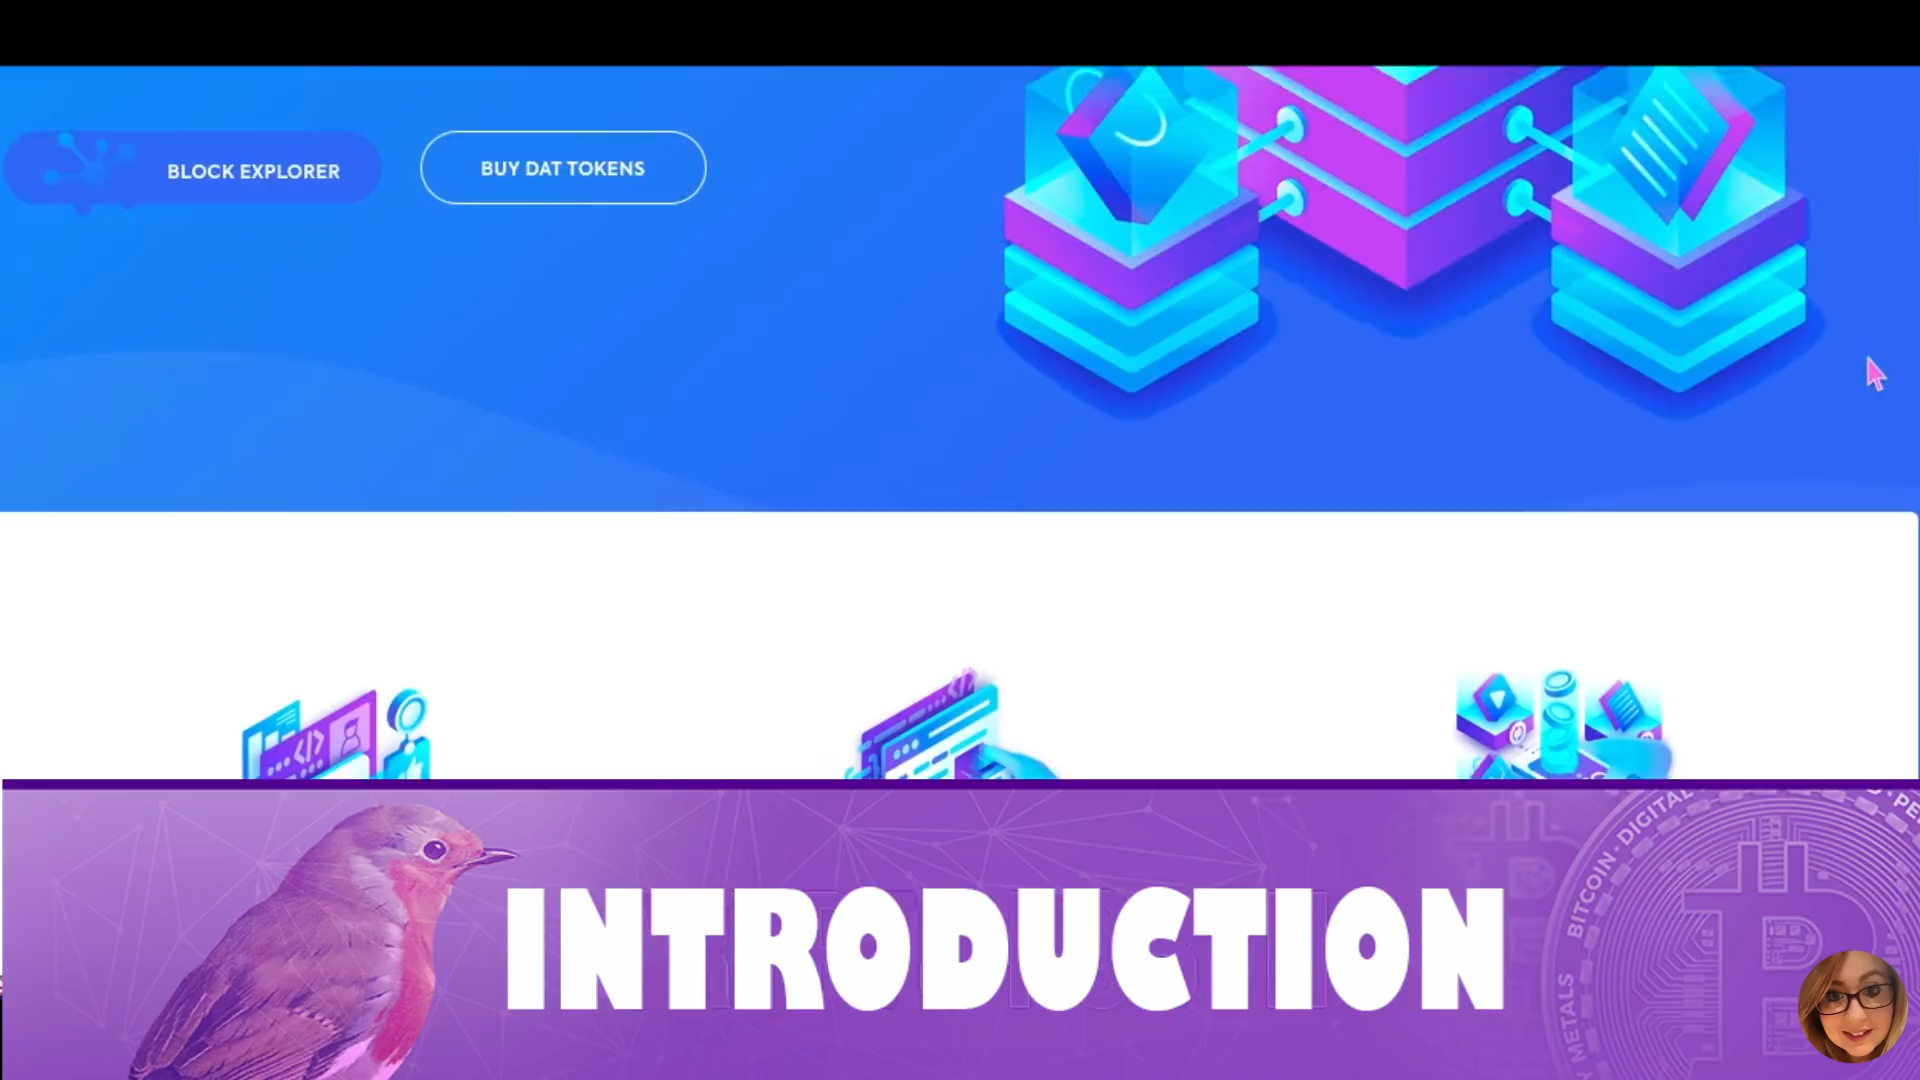 BLOCK EXPLORER
BUY DAT TOKENS
INTRODUCTION
BITCOIN • DIGITAL
METALS